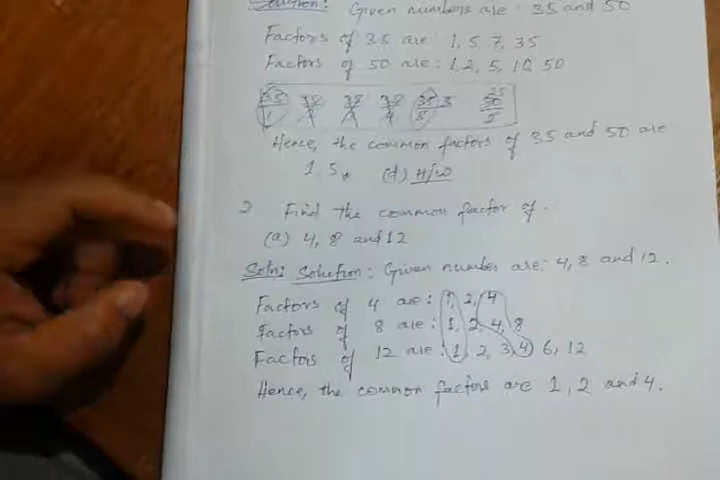 Solution: Given numbers are: 35 and 50
Factors of 35 are: 1, 5, 7, 35
Factors of 50 are: 1, 2, 5, 10, 50
Hence, the common factors of 35 and 50 are
1, 5. (d) H/W
2 Find the common factor of.
(a) 4, 8 and 12
Soln: Solution: Given number are: 4, 8 and 12.
Factors of 4 are: 1, 2, 4
Factors of 8 are: 1, 2, 4, 8
Factors of 12 are: 1, 2, 3, 4, 6, 12
Hence, the common factors are 1, 2 and 4.